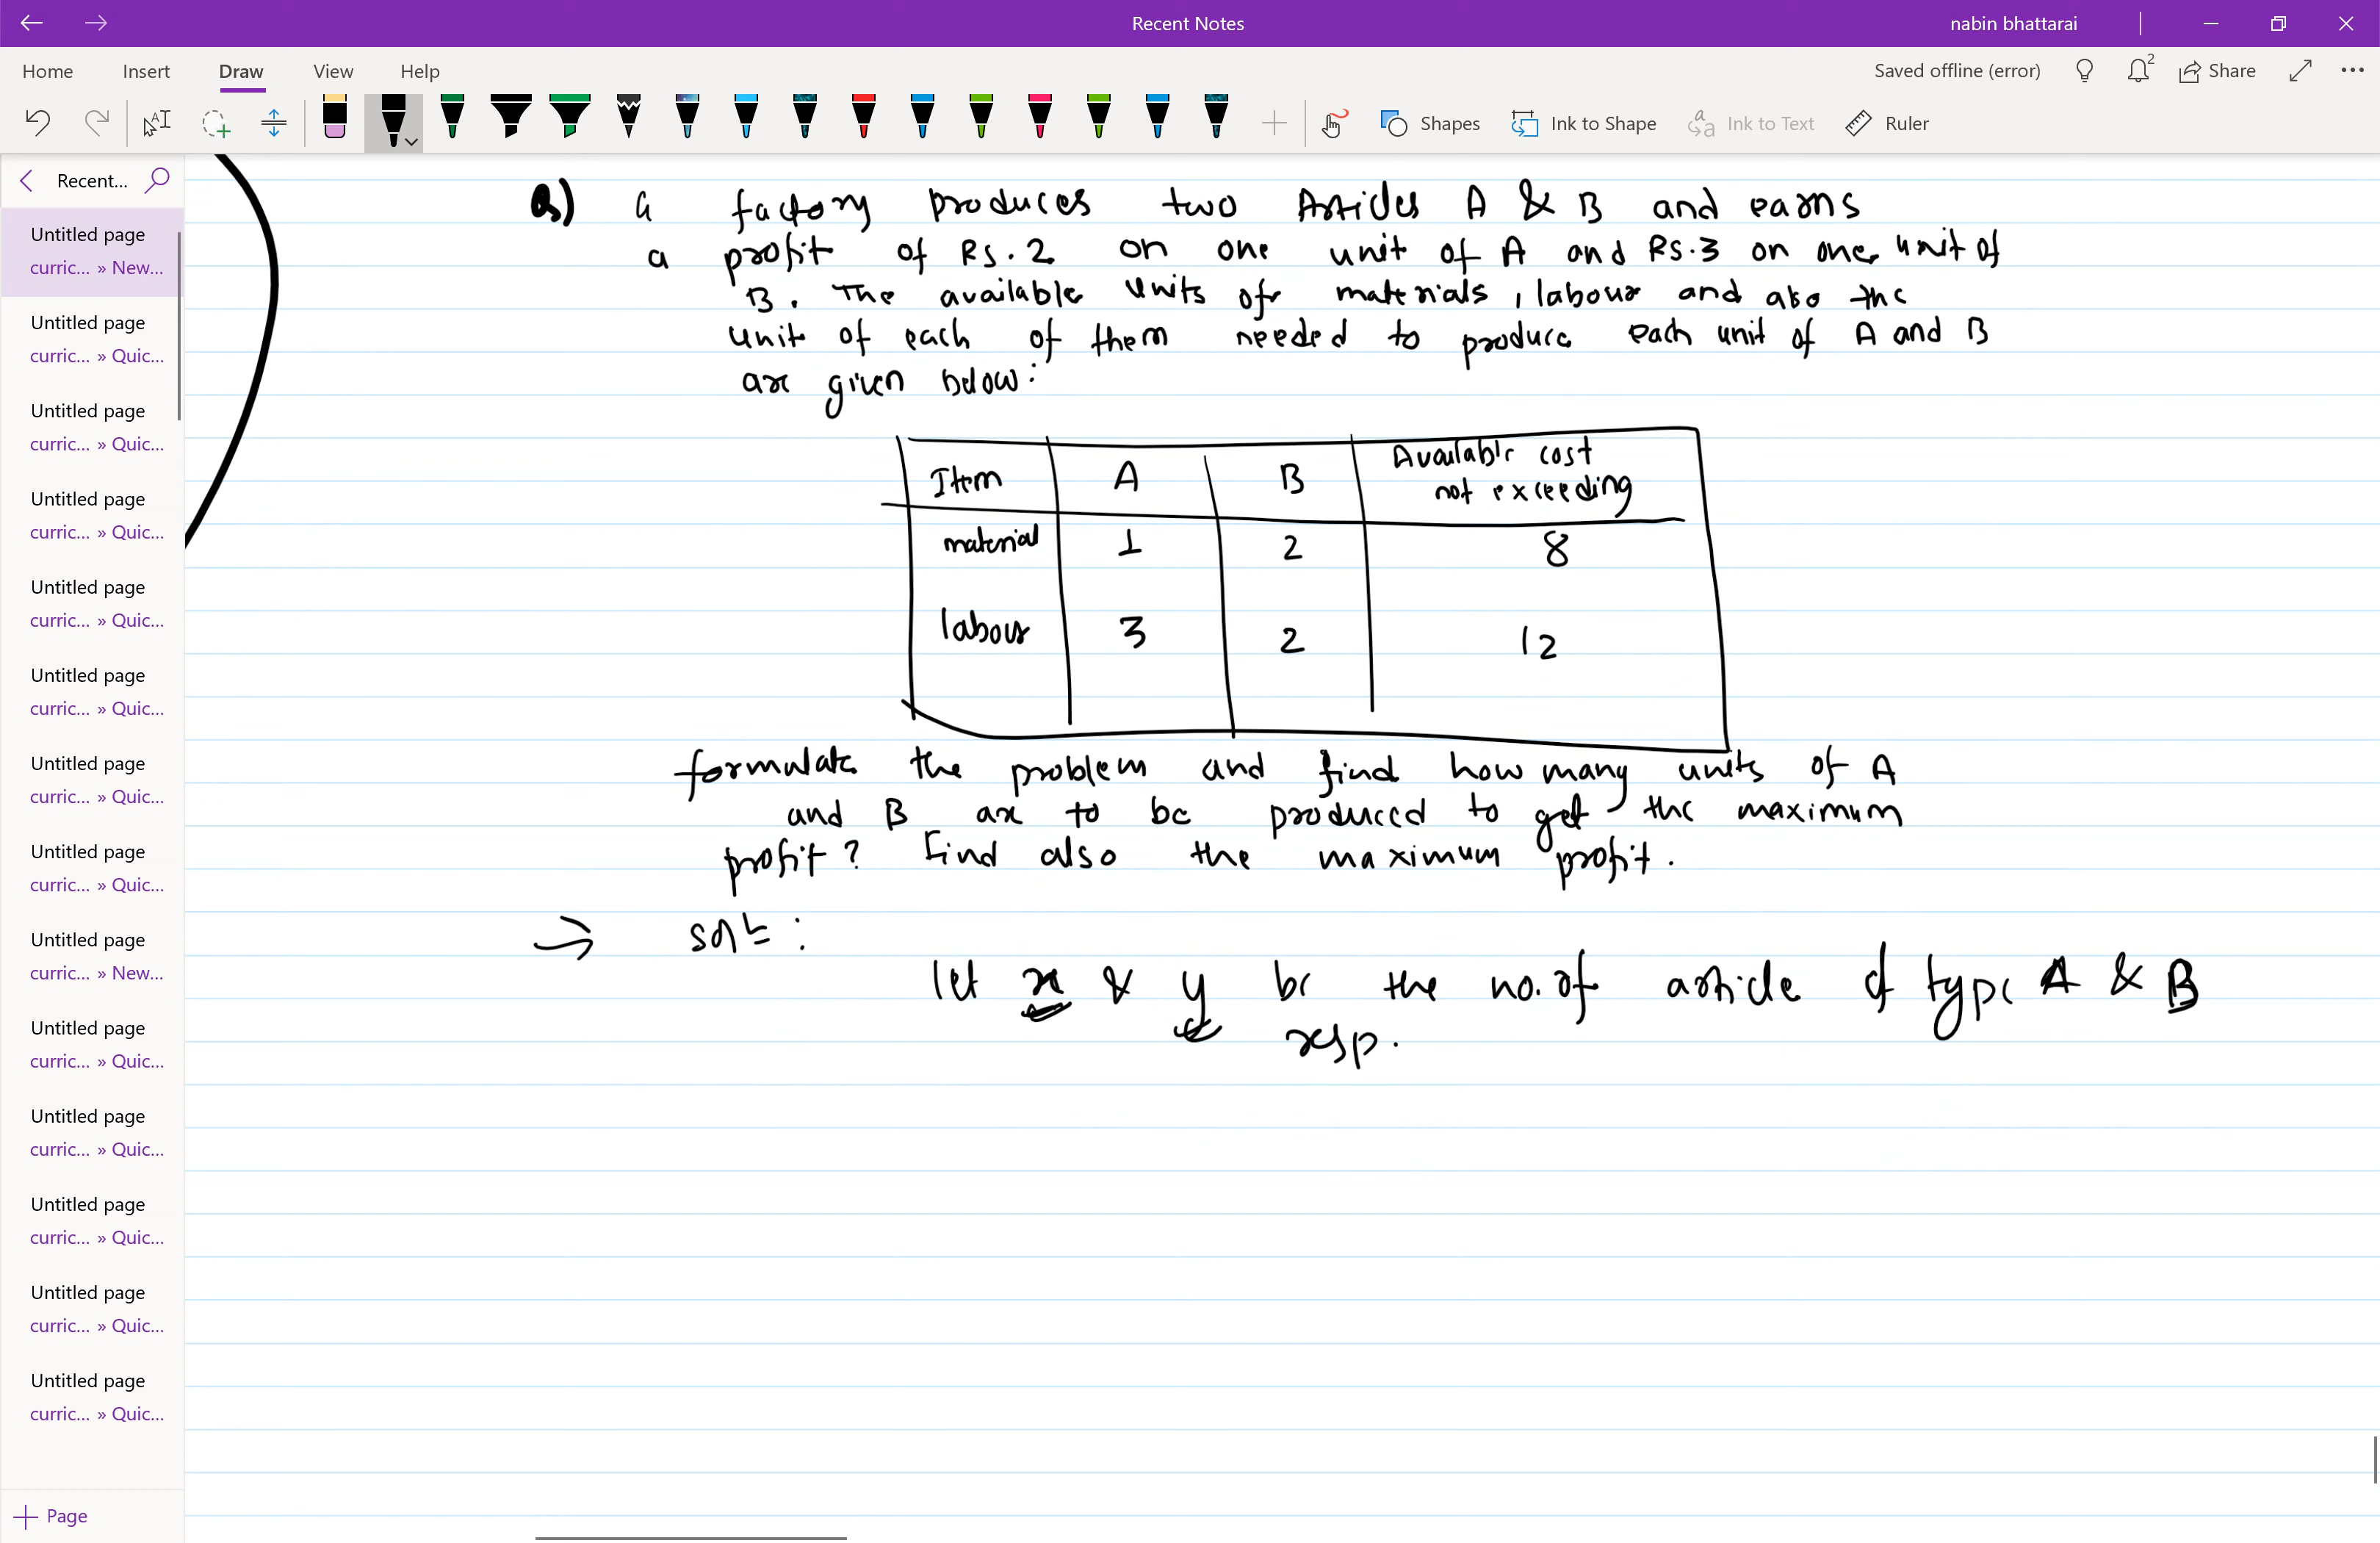 Recent Notes
nabin bhattarai
Home Insert Draw View Help
Saved offline (error) 2 Share
Shapes Ink to Shape Ink to Text Ruler
Recent...
Untitled page
curric... » New...
Untitled page
curric... » Quic...
Untitled page
curric... » Quic...
Untitled page
curric... » Quic...
Untitled page
curric... » Quic...
Untitled page
curric... » Quic...
Untitled page
curric... » Quic...
Untitled page
curric... » Quic...
Untitled page
curric... » New...
Untitled page
curric... » Quic...
Untitled page
curric... » Quic...
Untitled page
curric... » Quic...
Untitled page
curric... » Quic...
Untitled page
curric... » Quic...
Page
Q) a factory produces two Articles A & B and earns
a profit of Rs. 2 on one unit of A and Rs. 3 on one unit of
B. The available units of materials, labour and also the
units of each of them needed to produce each unit of A and B
are given below:
Item A B Available cost
not exceeding
material 1 2 8
labour 3 2 12
formulate the problem and find how many units of A
and B are to be produced to get the maximum
profit? Find also the maximum profit.
⇒ soln :
let x & y be the no. of article of type A & B
resp.